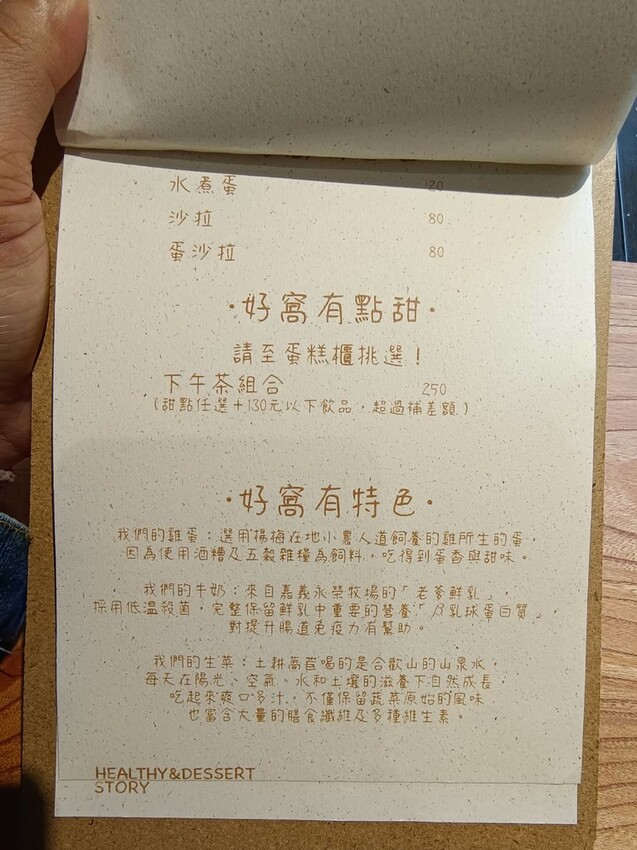 水煮蛋 20
沙拉 80
蛋沙拉 80
·好窩有點甜·
請至蛋糕櫃挑選！
下午茶組合 250
(甜點任選+130元以下飲品，超過補差額)
·好窩有特色·
我們的雞蛋：選用楊梅在地小農人道飼養的雞所生的蛋，
因為使用酒糟及五穀雜糧為飼料，吃得到蛋香與甜味。
我們的牛奶：來自嘉義永榮牧場的「老爹鮮乳」，
採用低溫殺菌，完整保留鮮乳中重要的營養「β乳球蛋白質」
對提升腸道免疫力有幫助。
我們的生菜：土耕萵苣喝的是合歡山的山泉水，
每天在陽光、空氣、水和土壤的滋養下自然成長，
吃起來爽口多汁，不僅保留蔬菜原始的風味
也富含大量的膳食纖維及多種維生素。
HEALTHY&DESSERT
STORY